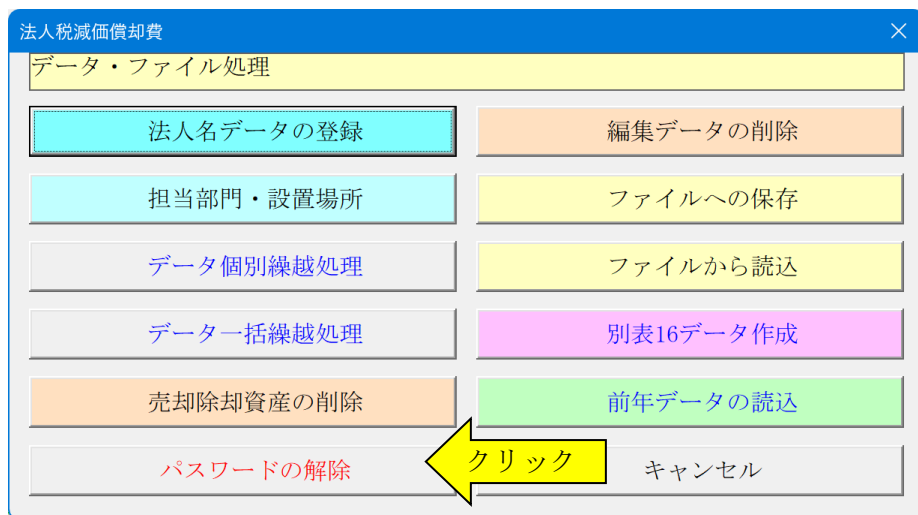 法人税減価償却費
データ・ファイル処理
法人名データの登録
編集データの削除
担当部門・設置場所
ファイルへの保存
データ個別繰越処理
ファイルから読込
データ一括繰越処理
別表16データ作成
売却除却資産の削除
前年データの読込
パスワードの解除
クリック
キャンセル